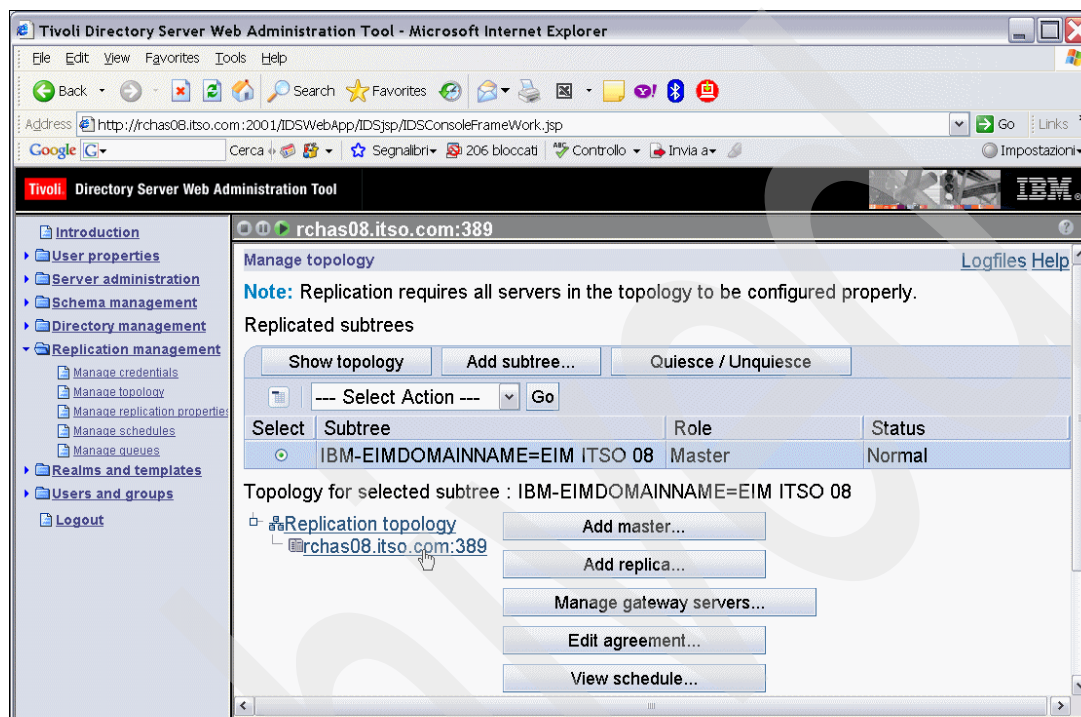 Tivoli Directory Server Web Administration Tool - Microsoft Internet Explorer
File Edit View Favorites Tools Help
Back Search Favorites
Address http://rchas08.itso.com:2001/IDSWebApp/IDSjsp/IDSConsoleFrameWork.jsp Go Links
Google G Cerca Segnalibri 206 bloccati ABC Controllo Invia a Impostazioni
Tivoli. Directory Server Web Administration Tool IBM
Introduction
User properties
Server administration
Schema management
Directory management
Replication management
Manage credentials
Manage topology
Manage replication properties
Manage schedules
Manage queues
Realms and templates
Users and groups
Logout
rchas08.itso.com:389 ?
Manage topology Logfiles Help
Note: Replication requires all servers in the topology to be configured properly.
Replicated subtrees
Show topology Add subtree... Quiesce / Unquiesce
--- Select Action --- Go
Select Subtree Role Status
IBM-EIMDOMAINNAME=EIM ITSO 08 Master Normal
Topology for selected subtree : IBM-EIMDOMAINNAME=EIM ITSO 08
Replication topology
rchas08.itso.com:389
Add master...
Add replica...
Manage gateway servers...
Edit agreement...
View schedule...